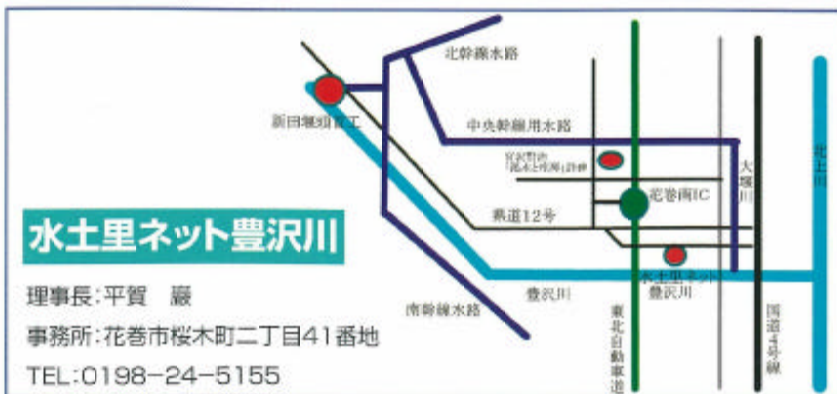 水土里ネット豊沢川
理事長:平賀　巌
事務所:花巻市桜木町二丁目41番地
TEL:0198-24-5155
北幹線水路
新田堰頭首工
中央幹線用水路
宮沢賢治
花巻南IC
大堰川
北上川
県道12号
水土里ネット
豊沢川
豊沢川
南幹線水路
東北自動車道
国道4号線